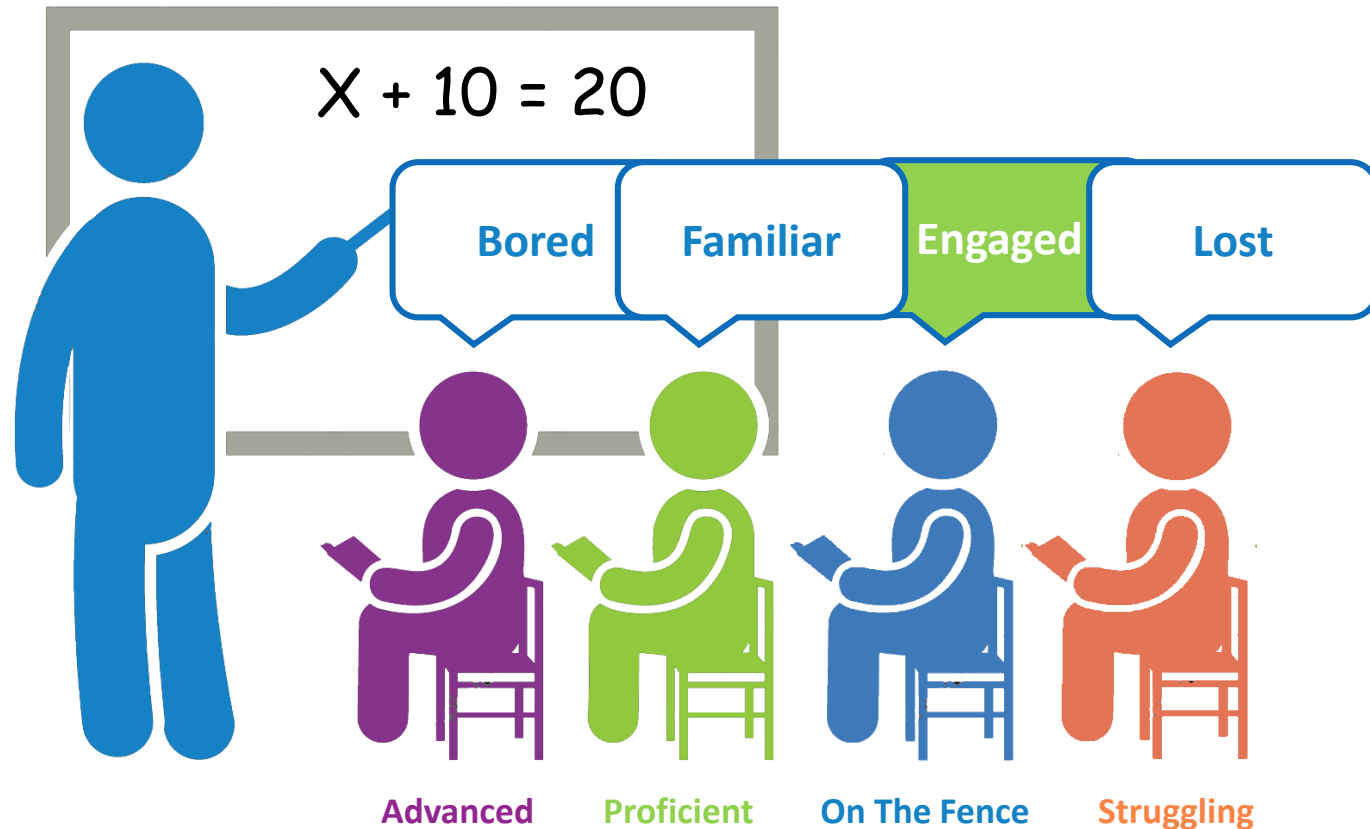 X + 10 = 20
Bored Familiar Engaged Lost
Advanced Proficient On The Fence Struggling